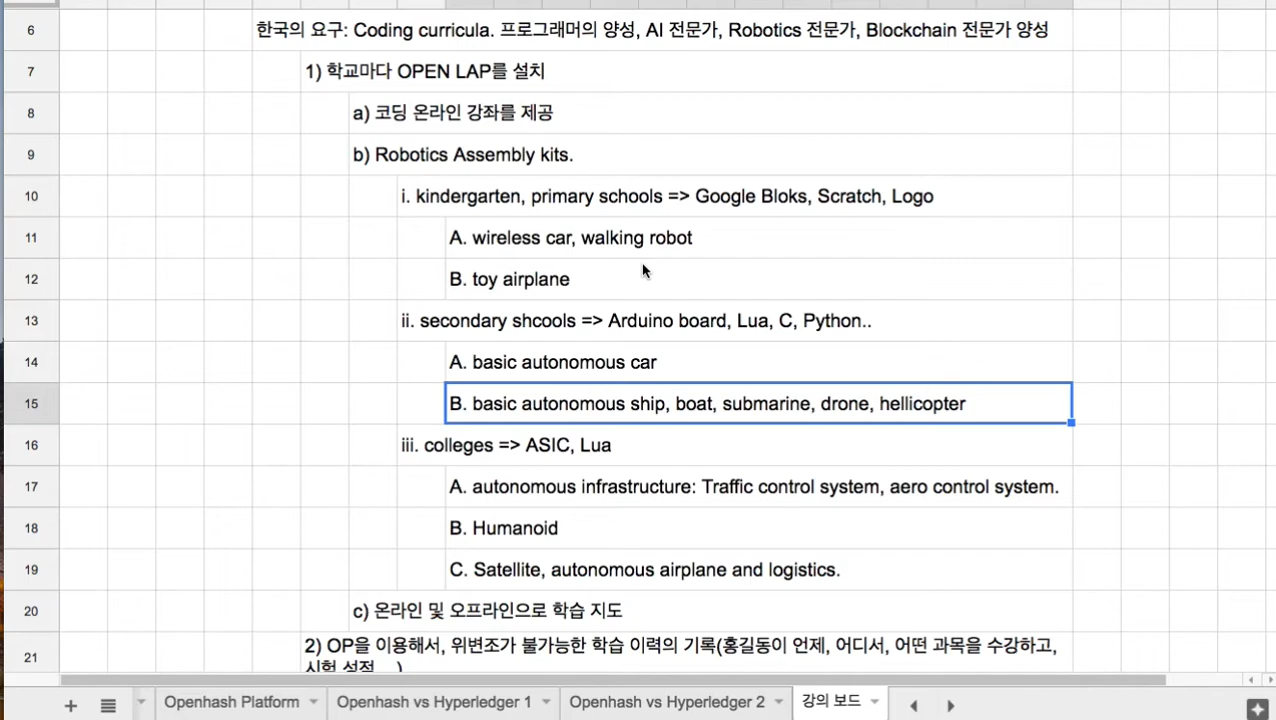 6 한국의 요구: Coding curricula. 프로그래머의 양성, AI 전문가, Robotics 전문가, Blockchain 전문가 양성
7 1) 학교마다 OPEN LAP를 설치
8 a) 코딩 온라인 강좌를 제공
9 b) Robotics Assembly kits.
10 i. kindergarten, primary schools => Google Bloks, Scratch, Logo
11 A. wireless car, walking robot
12 B. toy airplane
13 ii. secondary shcools => Arduino board, Lua, C, Python..
14 A. basic autonomous car
15 B. basic autonomous ship, boat, submarine, drone, hellicopter
16 iii. colleges => ASIC, Lua
17 A. autonomous infrastructure: Traffic control system, aero control system.
18 B. Humanoid
19 C. Satellite, autonomous airplane and logistics.
20 c) 온라인 및 오프라인으로 학습 지도
21 2) OP을 이용해서, 위변조가 불가능한 학습 이력의 기록(홍길동이 언제, 어디서, 어떤 과목을 수강하고,
시험 성적 )
Openhash Platform Openhash vs Hyperledger 1 Openhash vs Hyperledger 2 강의 보드